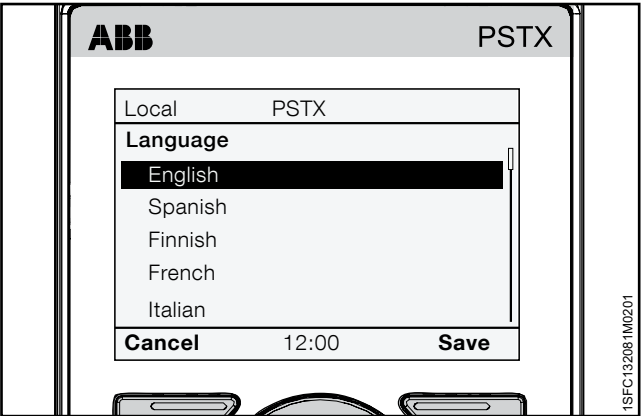 ABB PSTX
Local PSTX
Language
English
Spanish
Finnish
French
Italian
Cancel 12:00 Save
1SFC132081M0201